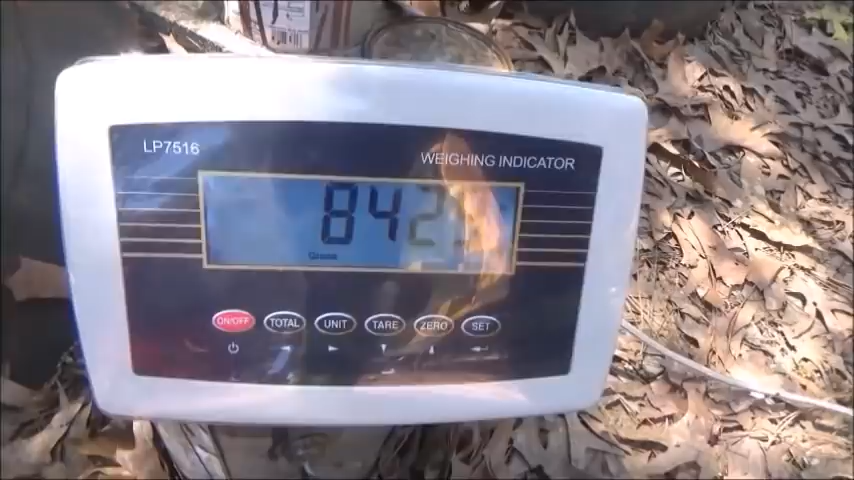 LP7516
WEIGHING INDICATOR
842
Gross
ON/OFF TOTAL UNIT TARE ZERO SET